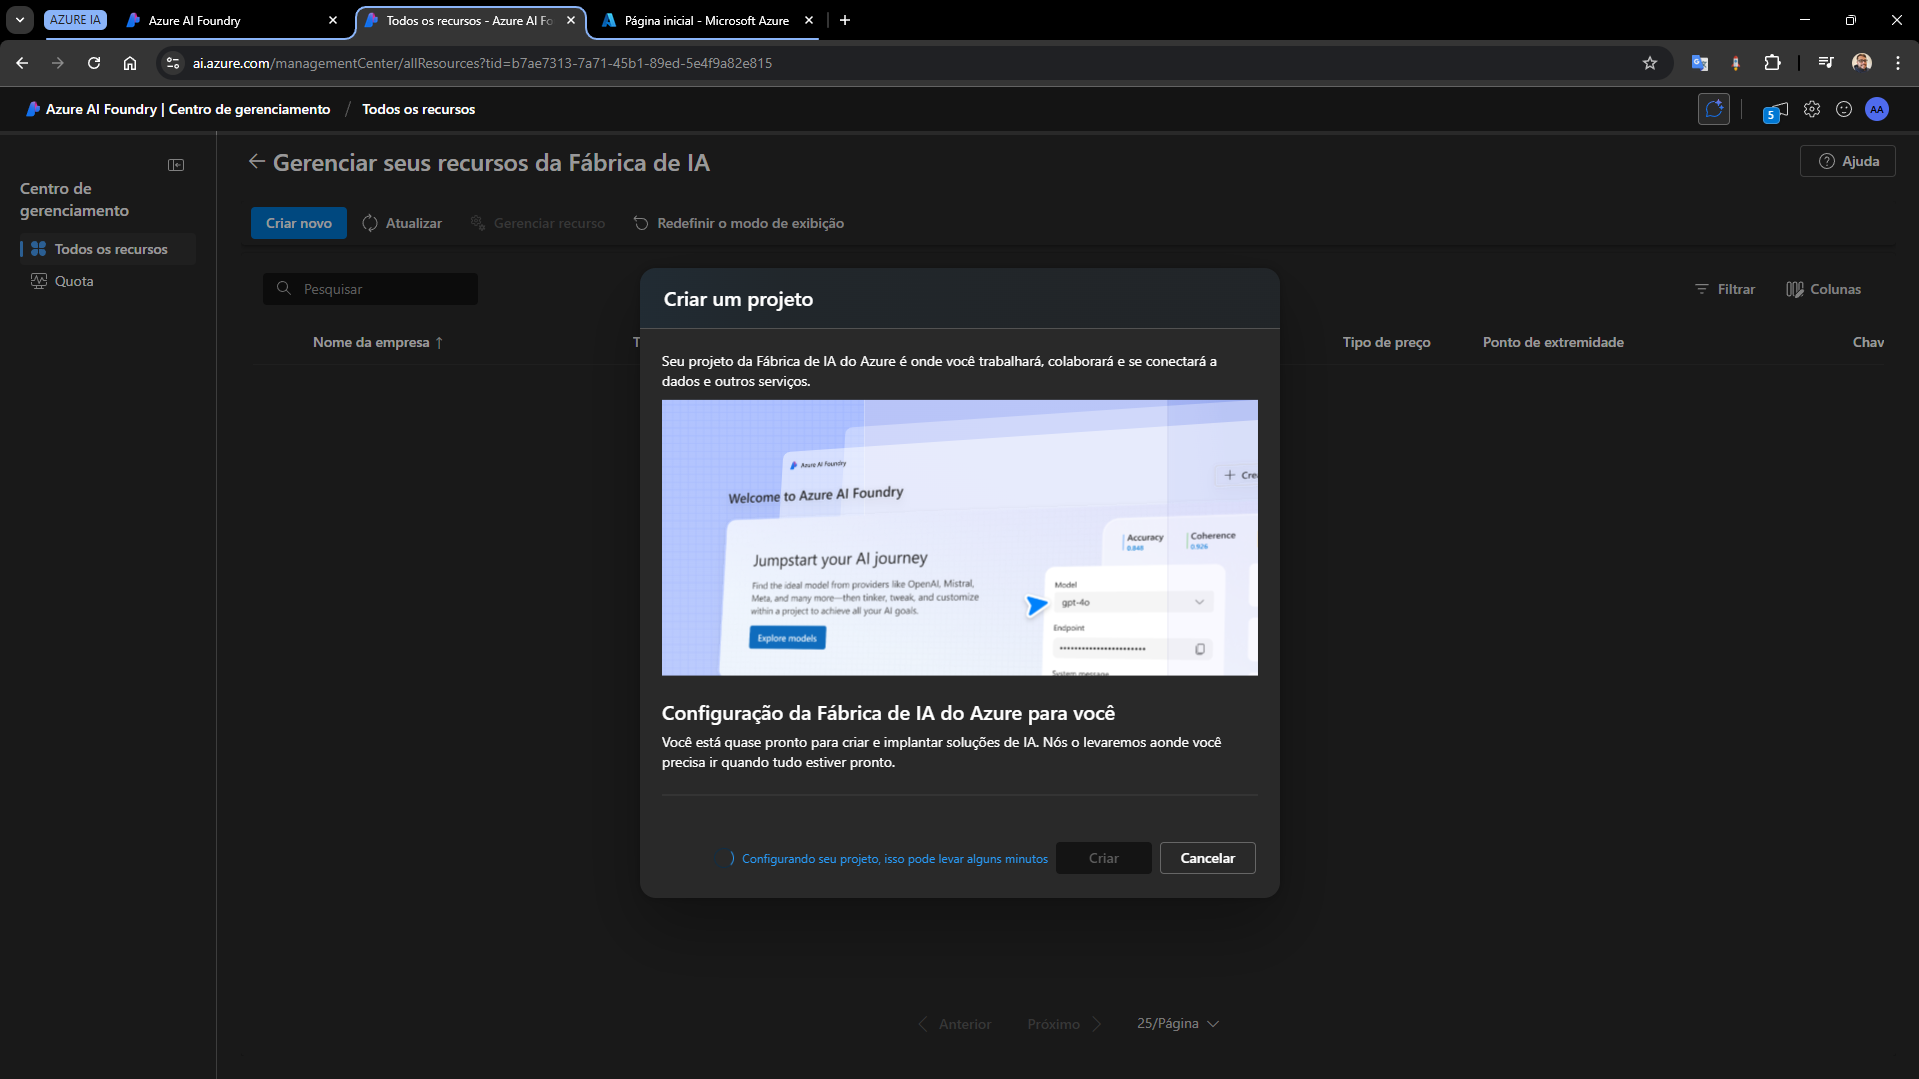 AZURE IA
Azure AI Foundry
Todos os recursos - Azure AI Fo
Página inicial - Microsoft Azure
ai.azure.com/managementCenter/allResources?tid=b7ae7313-7a71-45b1-89ed-5e4f9a82e815
Azure AI Foundry | Centro de gerenciamento / Todos os recursos
5
AA
Centro de
gerenciamento
Todos os recursos
Quota
Gerenciar seus recursos da Fábrica de IA
Ajuda
Criar novo
Atualizar
Gerenciar recurso
Redefinir o modo de exibição
Pesquisar
Filtrar
Colunas
Nome da empresa ↑
T
Tipo de preço
Ponto de extremidade
Chav
Criar um projeto
Seu projeto da Fábrica de IA do Azure é onde você trabalhará, colaborará e se conectará a
dados e outros serviços.
Azure AI Foundry
+ Crea
Welcome to Azure AI Foundry
Accuracy
0.848
Coherence
0.926
Jumpstart your AI journey
Find the ideal model from providers like OpenAI, Mistral,
Meta, and many more—then tinker, tweak, and customize
within a project to achieve all your AI goals.
Explore models
Model
gpt-4o
Endpoint
System message
Configuração da Fábrica de IA do Azure para você
Você está quase pronto para criar e implantar soluções de IA. Nós o levaremos aonde você
precisa ir quando tudo estiver pronto.
Configurando seu projeto, isso pode levar alguns minutos
Criar
Cancelar
Anterior
Próximo
25/Página